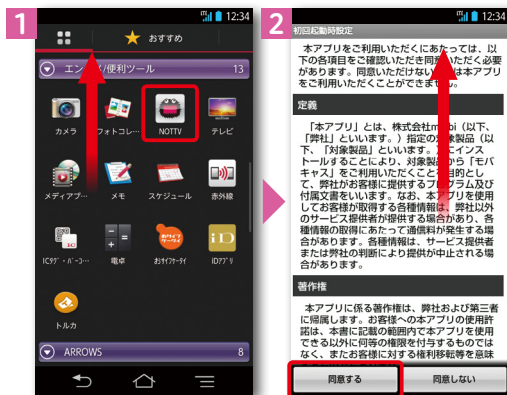 1
12:34
おすすめ
エン
/便利ツール
13
カメラ
フォトコレ…
NOTTV
テレビ
メディアプ…
メモ
スケジュール
赤外線
ICタグ・バーコ…
電卓
おサイフケータイ
iDアプリ
トルカ
ARROWS
8
2
12:34
初回起動時設定
本アプリをご利用いただくにあたっては、以
下の各項目をご確認いただき同意いただく必要
があります。同意いただけない
は本アプリ
をご利用いただくことができません。
定義
「本アプリ」とは、株式会社m
bi（以下、
「弊社」といいます。）指定の対象製品（以
下、「対象製品」といいます。）にインス
トールすることにより、対象製品から「モバ
キャス」をご利用いただくことを目的とし
て、弊社がお客様に提供するプログラム及び
付属文書をいいます。なお、本アプリを使用
してお客様が取得する各種情報は、弊社以外
のサービス提供者が提供する場合があり、各
種情報の取得にあたって通信料が発生する場
合があります。各種情報は、サービス提供者
または弊社の判断により提供が中止される場
合があります。
著作権
本アプリに係る著作権は、弊社および第三者
に帰属します。お客様への本アプリの使用許
諾は、本書に記載の範囲内で本アプリを使用
できる以外に何等の権限を付与するものでは
なく、またお客様に対する権利移転等を意味
同意する
同意しない